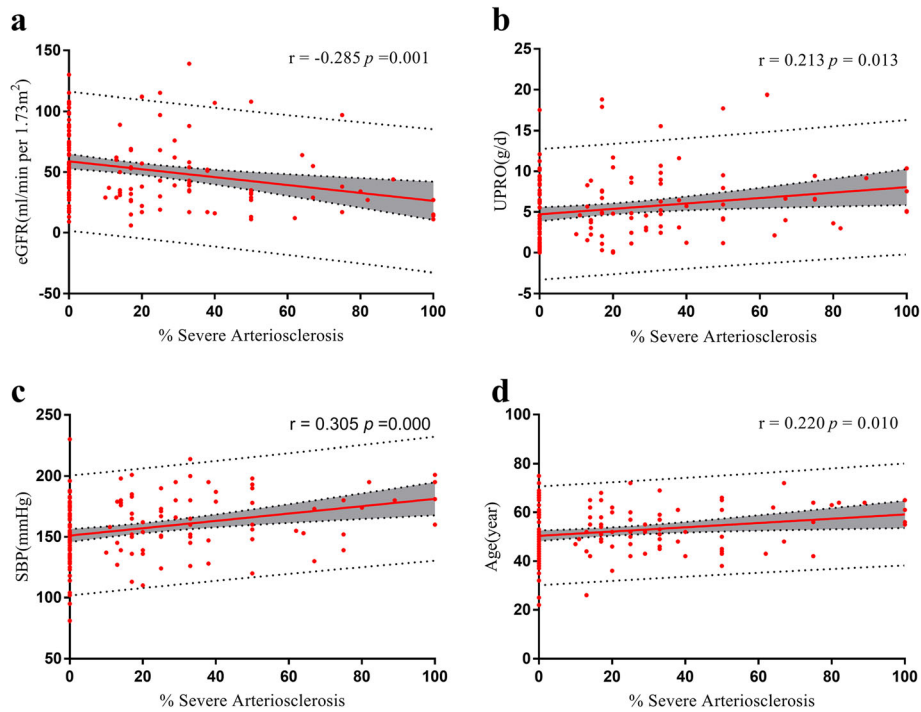 a
r = -0.285 p =0.001
eGFR(ml/min per 1.73m²)
150
100
50
0
-50
0 20 40 60 80 100
% Severe Arteriosclerosis
b
r = 0.213 p = 0.013
UPRO(g/d)
25
20
15
10
5
0
-5
0 20 40 60 80 100
% Severe Arteriosclerosis
c
r = 0.305 p =0.000
SBP(mmHg)
250
200
150
100
50
0 20 40 60 80 100
% Severe Arteriosclerosis
d
r = 0.220 p = 0.010
Age(year)
100
80
60
40
20
0
0 20 40 60 80 100
% Severe Arteriosclerosis